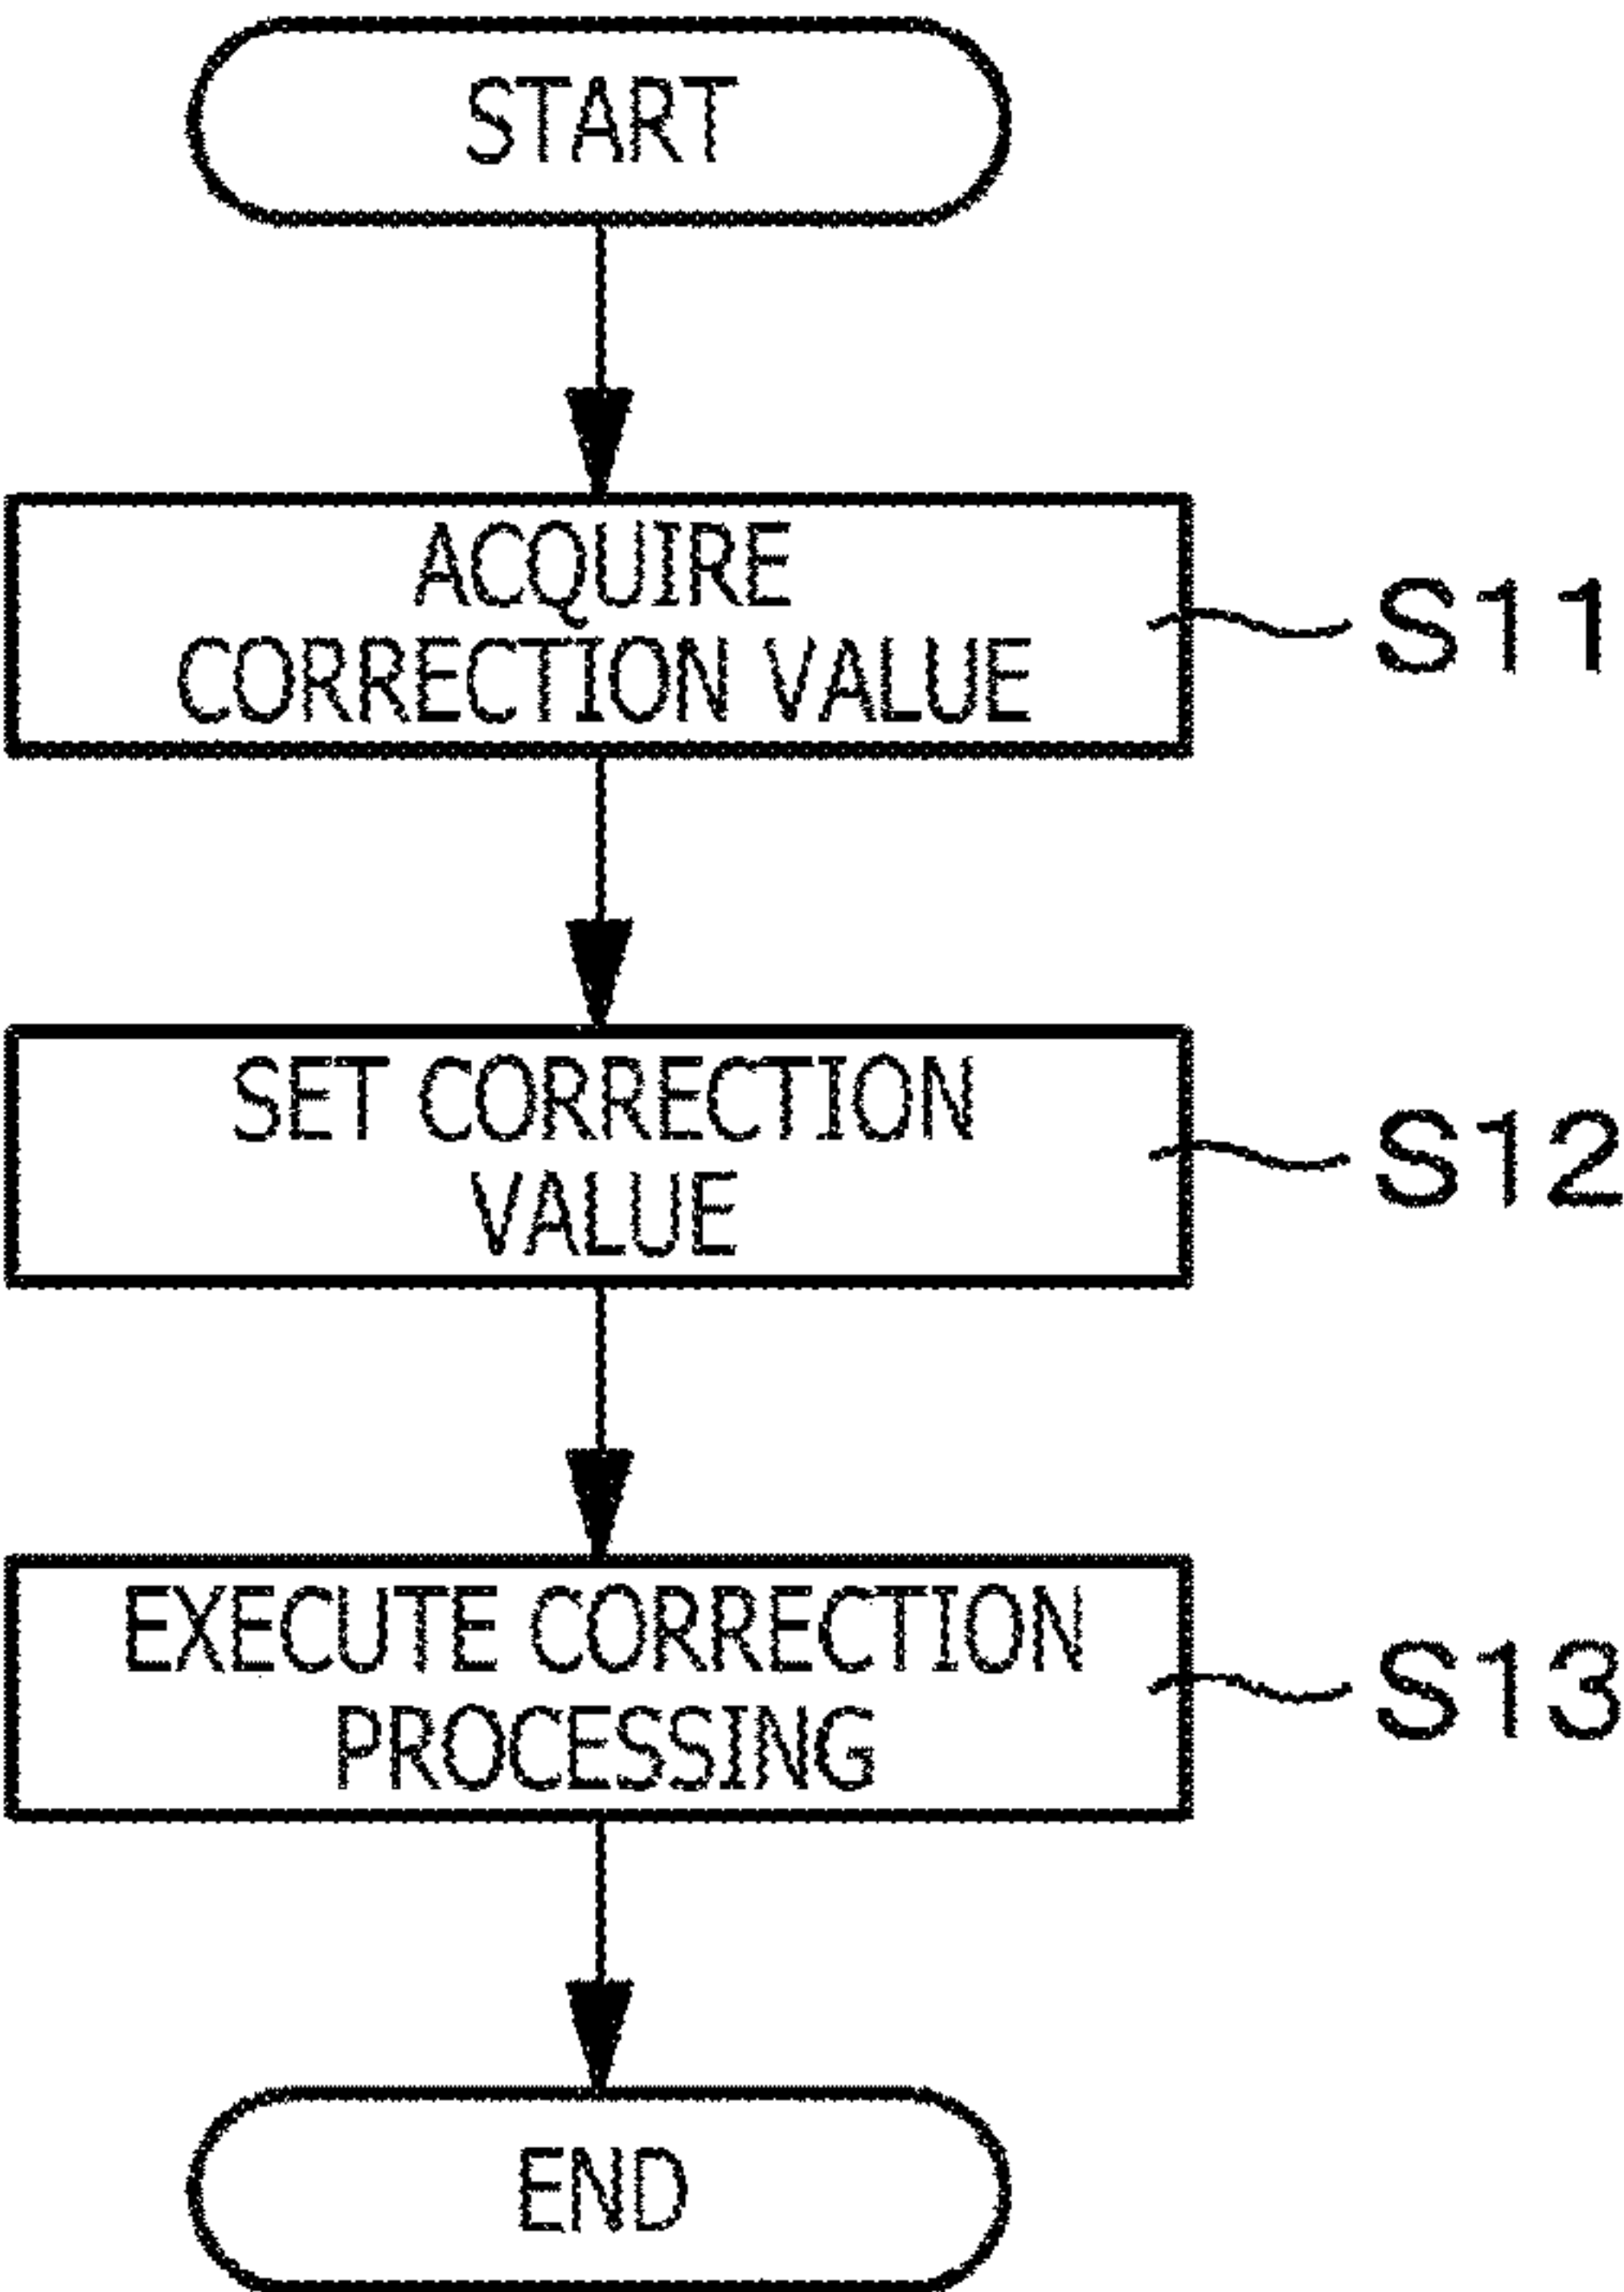 START
ACQUIRE
CORRECTION VALUE
S11
SET CORRECTION
VALUE
S12
EXECUTE CORRECTION
PROCESSING
S13
END